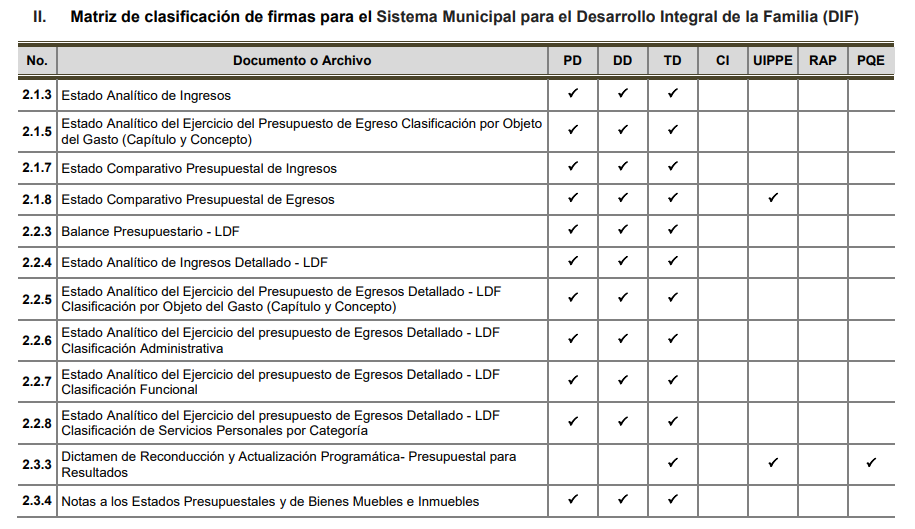 II. Matriz de clasificación de firmas para el Sistema Municipal para el Desarrollo Integral de la Familia (DIF)
No. Documento o Archivo PD DD TD CI UIPPE RAP PQE
2.1.3 Estado Analítico de Ingresos ✓ ✓ ✓
2.1.5 Estado Analítico del Ejercicio del Presupuesto de Egreso Clasificación por Objeto
del Gasto (Capítulo y Concepto) ✓ ✓ ✓
2.1.7 Estado Comparativo Presupuestal de Ingresos ✓ ✓ ✓
2.1.8 Estado Comparativo Presupuestal de Egresos ✓ ✓ ✓ ✓
2.2.3 Balance Presupuestario - LDF ✓ ✓ ✓
2.2.4 Estado Analítico de Ingresos Detallado - LDF ✓ ✓ ✓
2.2.5 Estado Analítico del Ejercicio del Presupuesto de Egresos Detallado - LDF
Clasificación por Objeto del Gasto (Capítulo y Concepto) ✓ ✓ ✓
2.2.6 Estado Analítico del Ejercicio del presupuesto de Egresos Detallado - LDF
Clasificación Administrativa ✓ ✓ ✓
2.2.7 Estado Analítico del Ejercicio del presupuesto de Egresos Detallado - LDF
Clasificación Funcional ✓ ✓ ✓
2.2.8 Estado Analítico del Ejercicio del presupuesto de Egresos Detallado - LDF
Clasificación de Servicios Personales por Categoría ✓ ✓ ✓
2.3.3 Dictamen de Reconducción y Actualización Programática- Presupuestal para
Resultados ✓ ✓ ✓
2.3.4 Notas a los Estados Presupuestales y de Bienes Muebles e Inmuebles ✓ ✓ ✓